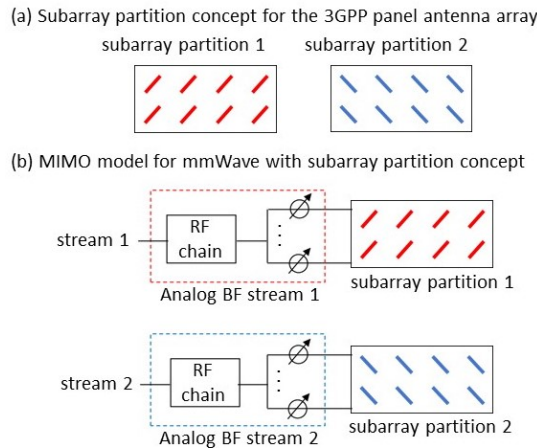 (a) Subarray partition concept for the 3GPP panel antenna array
subarray partition 1
subarray partition 2
(b) MIMO model for mmWave with subarray partition concept
stream 1
RF
chain
Analog BF stream 1
subarray partition 1
stream 2
RF
chain
Analog BF stream 2
subarray partition 2